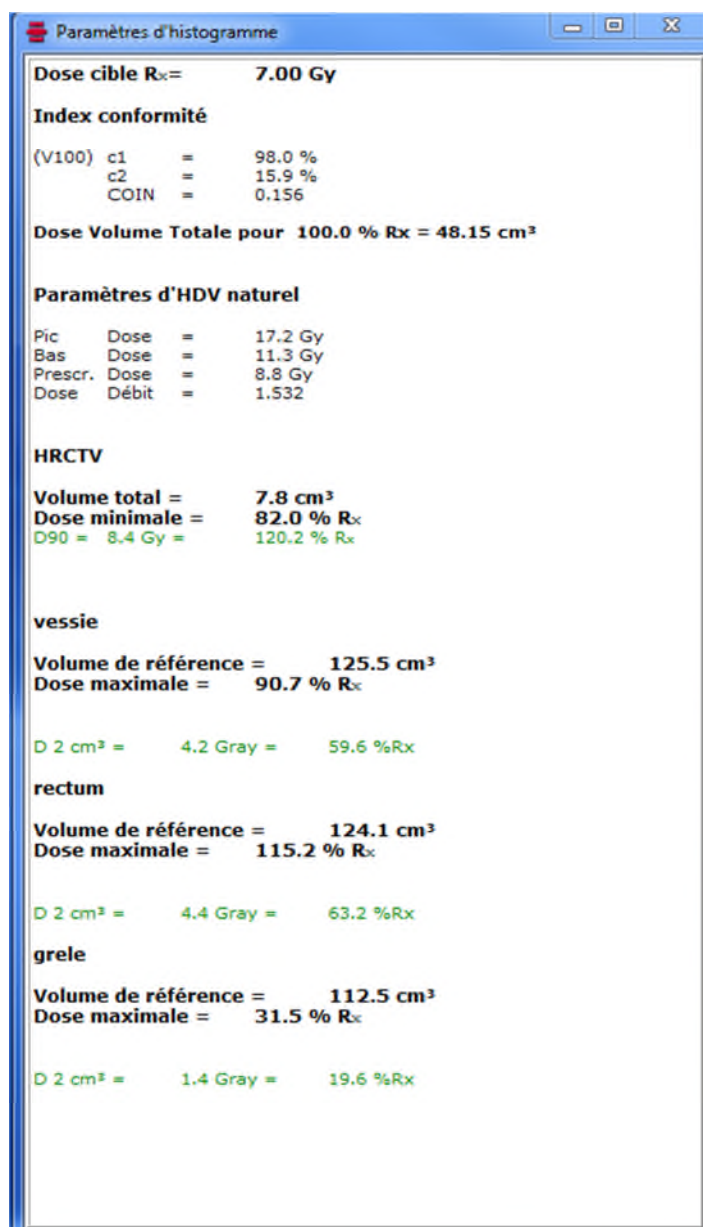 Paramètres d'histogramme
Dose cible Rx= 7.00 Gy
Index conformité
(V100) c1 = 98.0 %
c2 = 15.9 %
COIN = 0.156
Dose Volume Totale pour 100.0 % Rx = 48.15 cm³
Paramètres d'HDV naturel
Pic Dose = 17.2 Gy
Bas Dose = 11.3 Gy
Prescr. Dose = 8.8 Gy
Dose Débit = 1.532
HRCTV
Volume total = 7.8 cm³
Dose minimale = 82.0 % Rx
D90 = 8.4 Gy = 120.2 % Rx
vessie
Volume de référence = 125.5 cm³
Dose maximale = 90.7 % Rx
D 2 cm³ = 4.2 Gray = 59.6 %Rx
rectum
Volume de référence = 124.1 cm³
Dose maximale = 115.2 % Rx
D 2 cm³ = 4.4 Gray = 63.2 %Rx
grele
Volume de référence = 112.5 cm³
Dose maximale = 31.5 % Rx
D 2 cm³ = 1.4 Gray = 19.6 %Rx